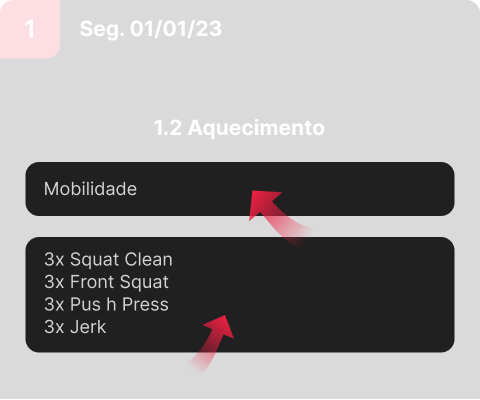 1
Seg. 01/01/23
1.2 Aquecimento
Mobilidade
3x Squat Clean
3x Front Squat
3x Pus h Press
3x Jerk